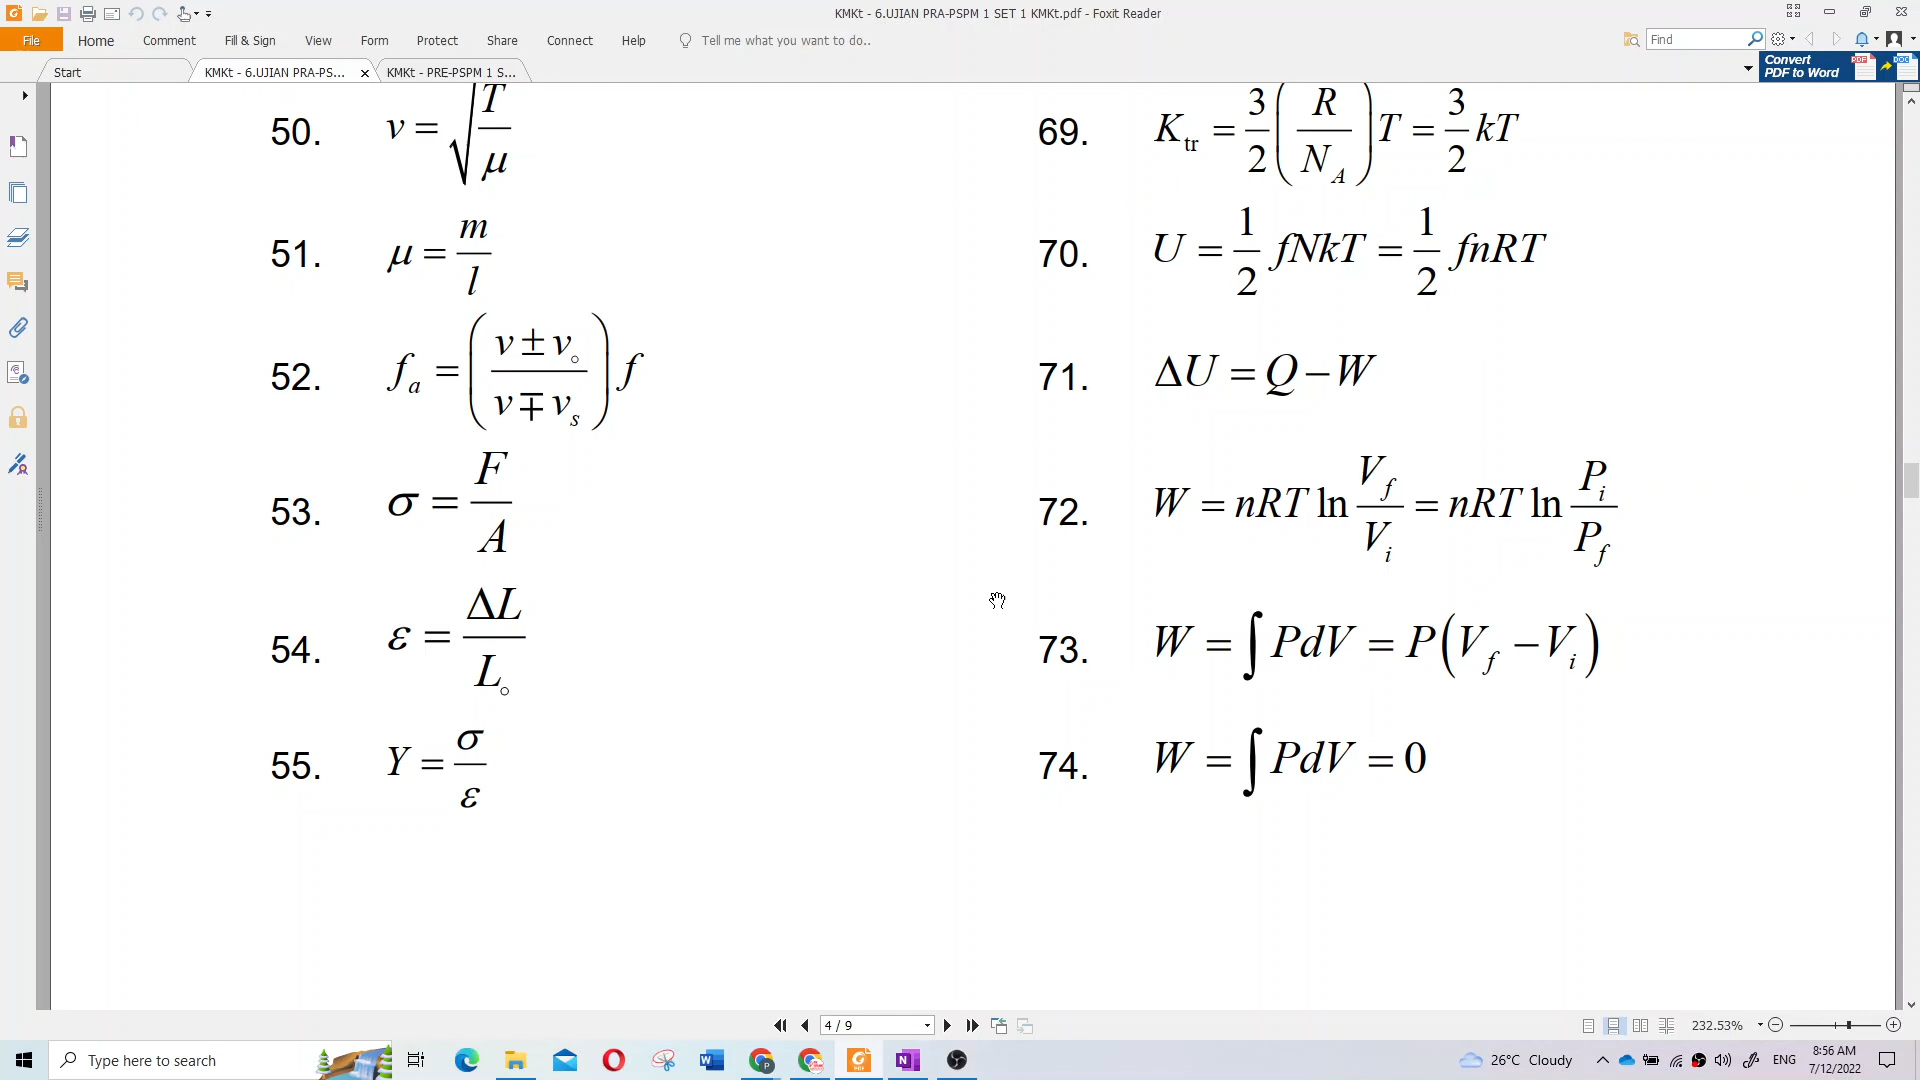 KMKt - 6.UJIAN PRA-PSPM 1 SET 1 KMKt.pdf - Foxit Reader
File Home Comment Fill & Sign View Form Protect Share Connect Help Tell me what you want to do.. Find
Start KMKt - 6.UJIAN PRA-PS... KMKt - PRE-PSPM 1 S... Convert PDF to Word
50. v = √(T/μ)
51. μ = m/l
52. fₐ = ((v ± v∘)/(v ∓ vₛ)) f
53. σ = F/A
54. ε = ΔL/L∘
55. Y = σ/ε
69. K_tr = 3/2 (R/N_A) T = 3/2 kT
70. U = 1/2 fNkT = 1/2 fnRT
71. ΔU = Q − W
72. W = nRT ln V_f/V_i = nRT ln P_i/P_f
73. W = ∫ PdV = P(V_f − V_i)
74. W = ∫ PdV = 0
4 / 9 232.53%
Type here to search 26°C Cloudy ENG 8:56 AM
7/12/2022